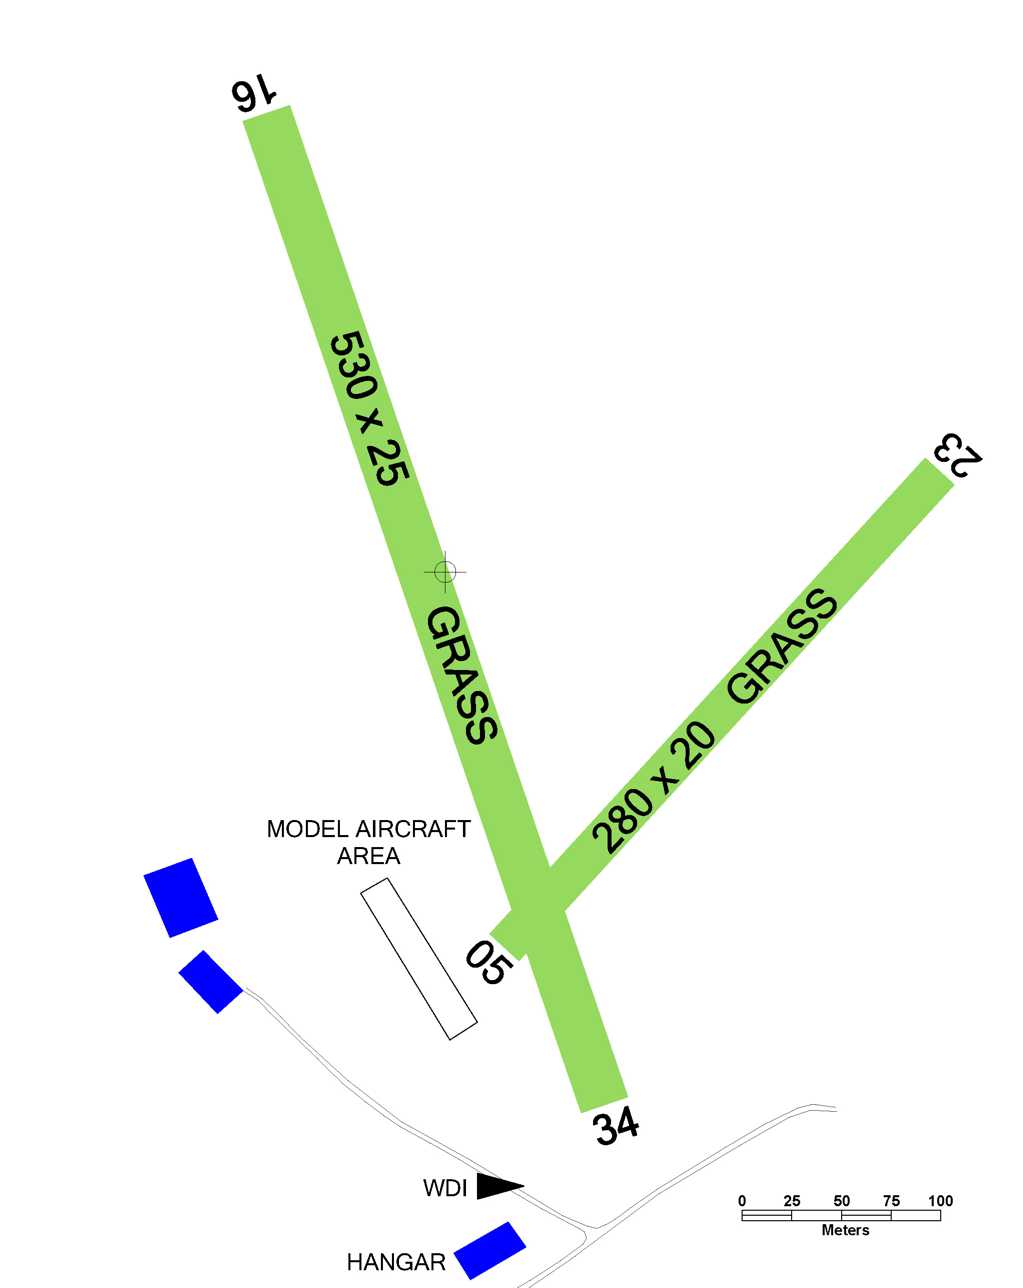 16
530 x 25
23
GRASS
GRASS
280 x 20
MODEL AIRCRAFT
AREA
05
34
WDI
0 25 50 75 100
Meters
HANGAR